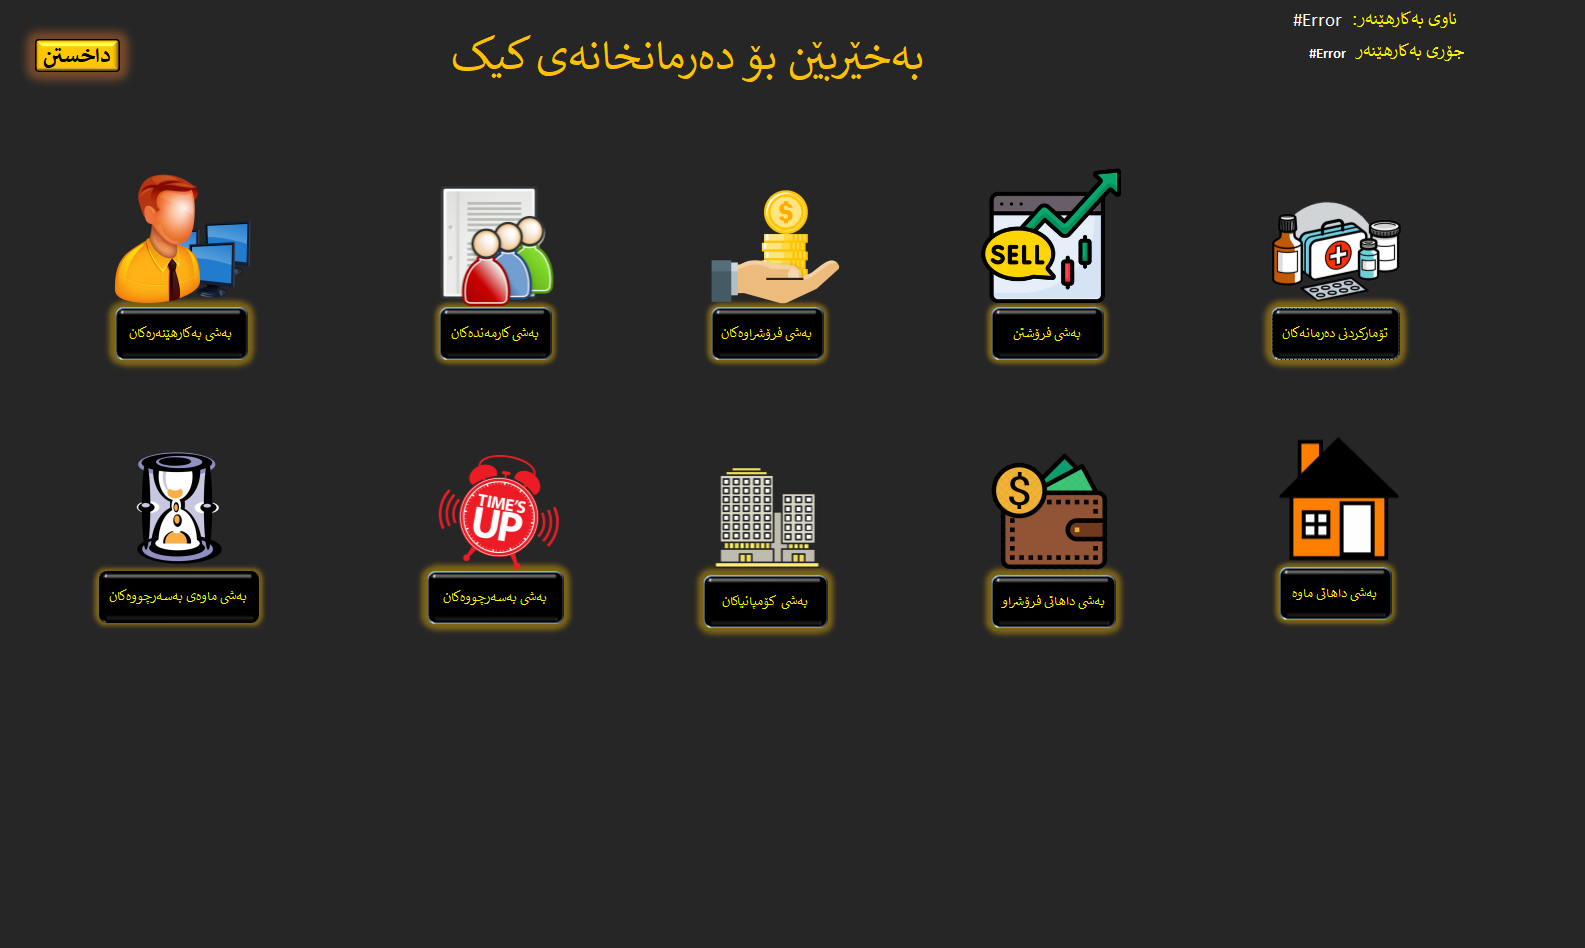 ناوی بەکارهێنەر: #Error
جۆری بەکارهێنەر #Error
بەخێربێن بۆ دەرمانخانەی کیک
داخستن
SELL
تۆمارکردنی دەرمانەکان
بەشی فرۆشتن
بەشی فرۆشراوەکان
بەشی کارمەندەکان
بەشی بەکارهێنەرەکان
TIME'S
UP
بەشی داهاتی ماوە
بەشی داهاتی فرۆشراو
بەشی کۆمپانیاکان
بەشی بەسەرچووەکان
بەشی ماوەی بەسەرچووەکان